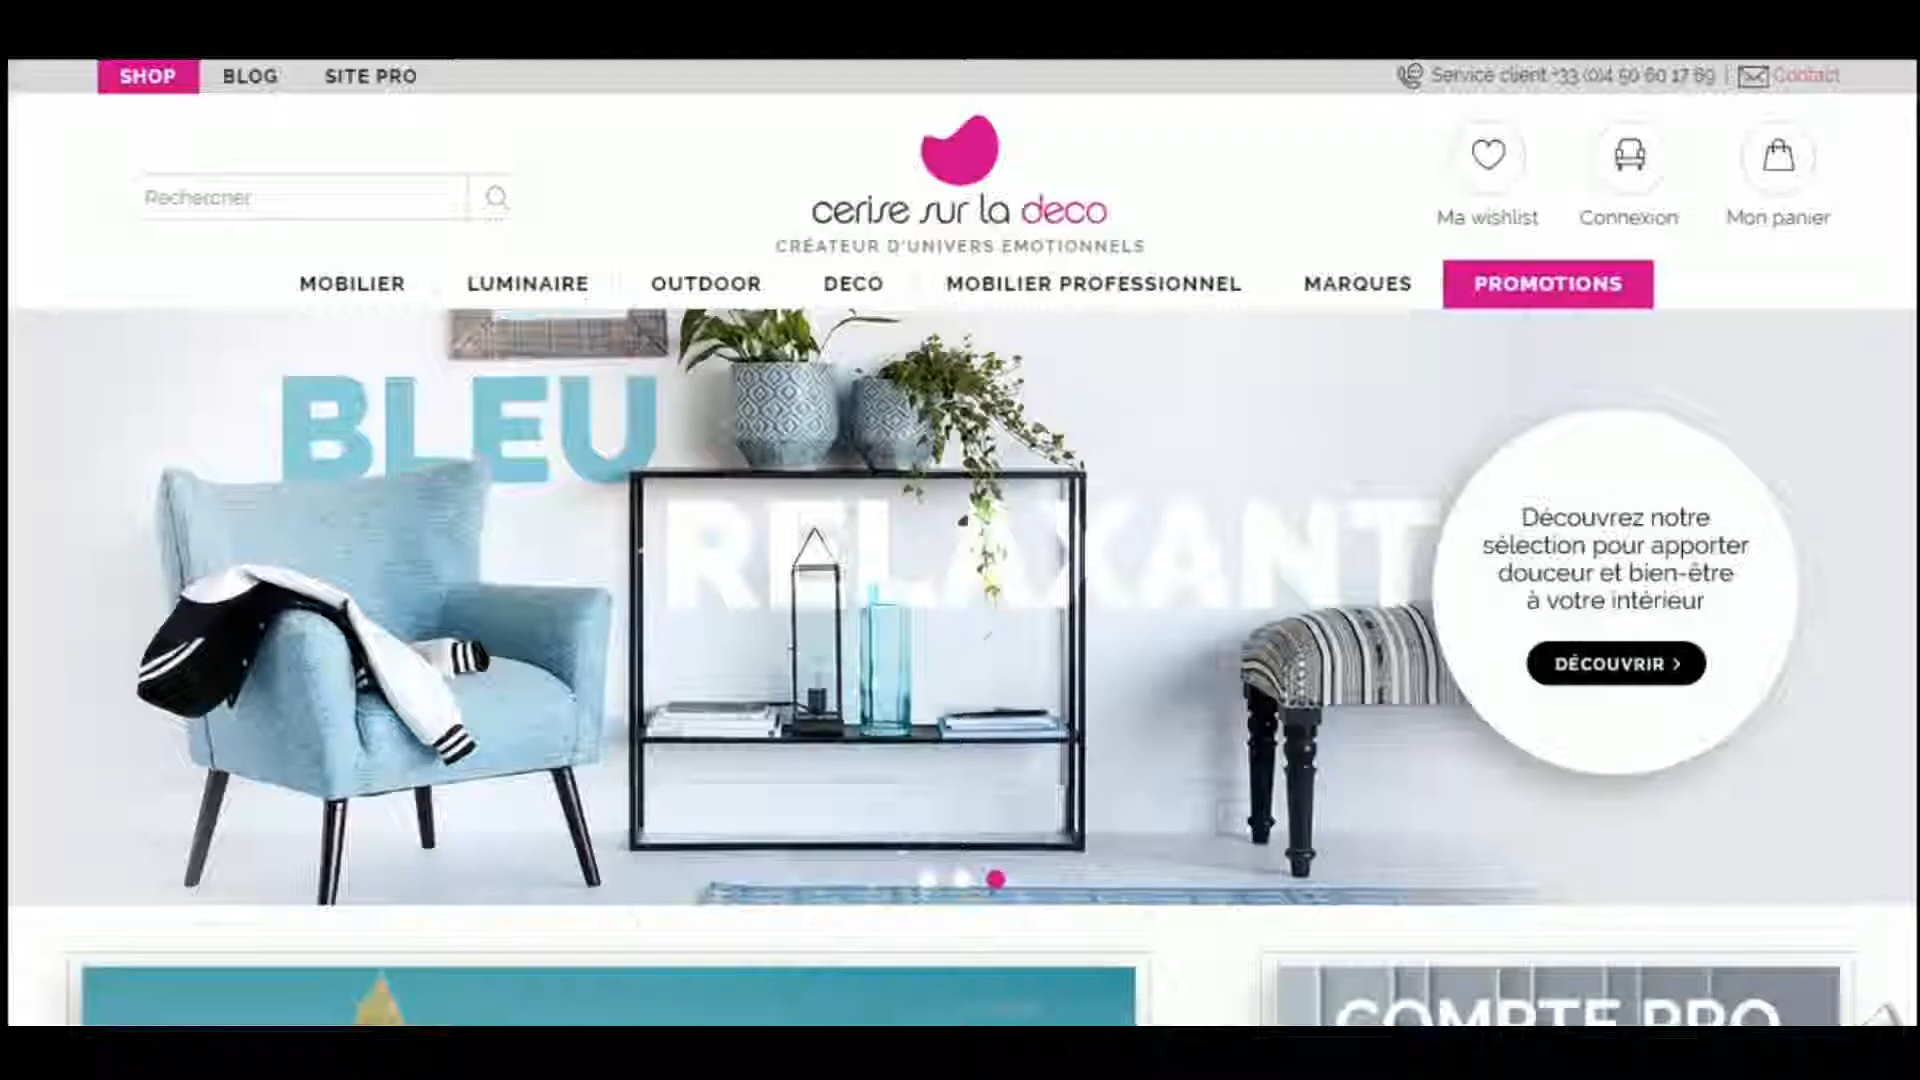 SHOP BLOG SITE PRO
Service client +33 (0)4 50 60 17 69 | Contact
Rechercher
cerise sur la deco
CRÉATEUR D'UNIVERS EMOTIONNELS
Ma wishlist Connexion Mon panier
MOBILIER LUMINAIRE OUTDOOR DECO MOBILIER PROFESSIONNEL MARQUES PROMOTIONS
BLEU
RELAXANT
Découvrez notre
sélection pour apporter
douceur et bien-être
à votre intérieur
DÉCOUVRIR >
COMPTE PRO